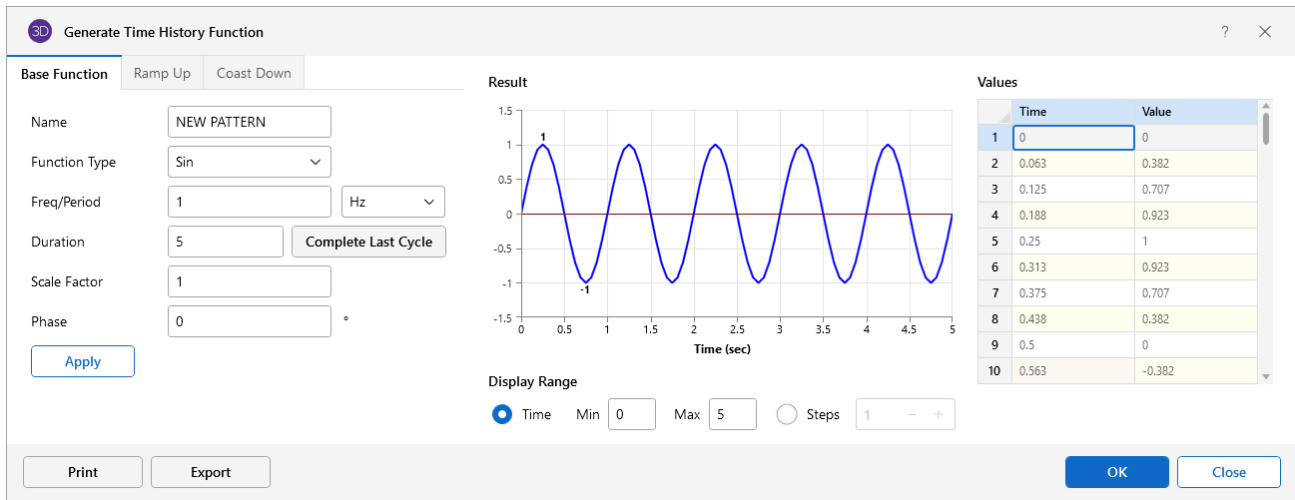 3D Generate Time History Function ?
Base Function Ramp Up Coast Down
Name NEW PATTERN
Function Type Sin
Freq/Period 1 Hz
Duration 5 Complete Last Cycle
Scale Factor 1
Phase 0 °
Apply
Result
1.5
1
0.5
0
-0.5
-1
-1.5
1
-1
0 0.5 1 1.5 2 2.5 3 3.5 4 4.5 5
Time (sec)
Display Range
Time Min 0 Max 5 Steps 1 − +
Values
Time Value
1 0 0
2 0.063 0.382
3 0.125 0.707
4 0.188 0.923
5 0.25 1
6 0.313 0.923
7 0.375 0.707
8 0.438 0.382
9 0.5 0
10 0.563 -0.382
Print Export OK Close